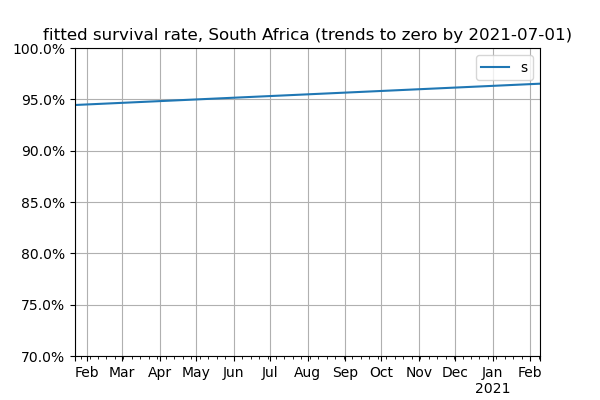 fitted survival rate, South Africa (trends to zero by 2021-07-01)
100.0%
s
95.0%
90.0%
85.0%
80.0%
75.0%
70.0%
Feb Mar Apr May Jun Jul Aug Sep Oct Nov Dec Jan Feb
2021